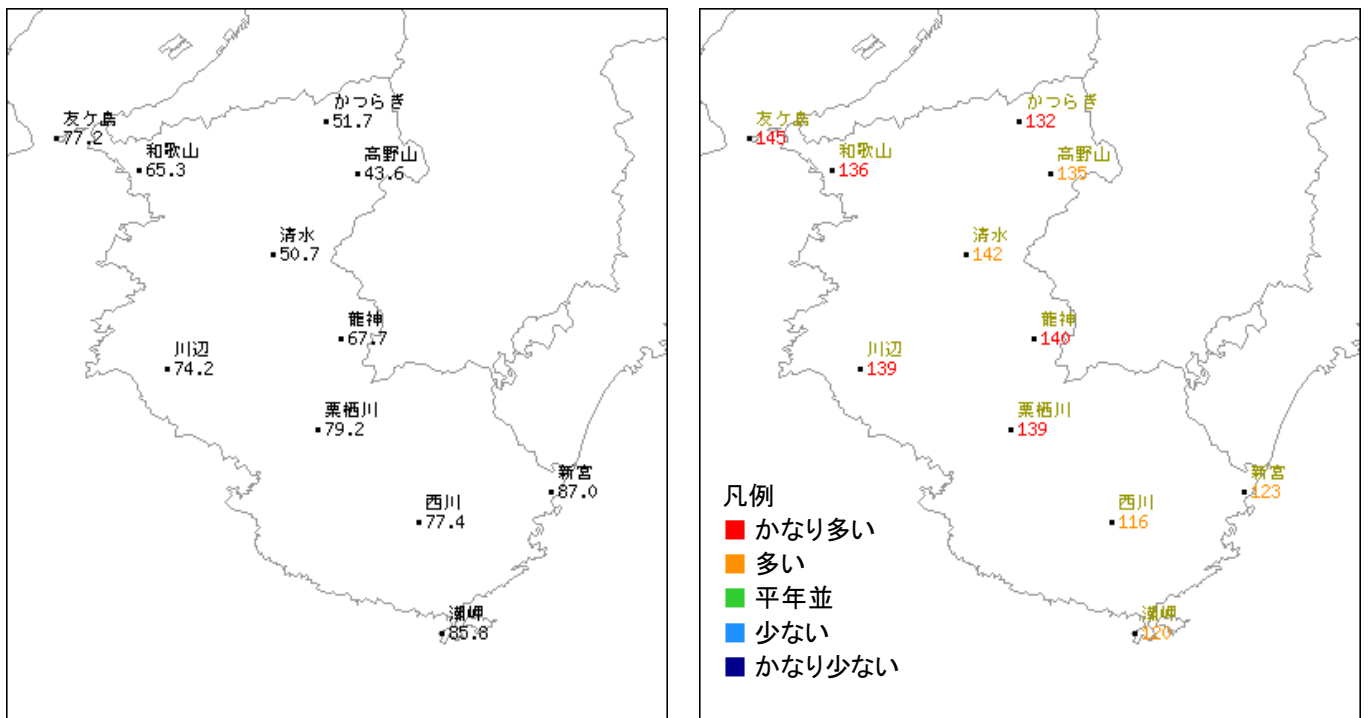 かつらぎ
51.7
友ケ島
77.2
和歌山
65.3
高野山
43.6
清水
50.7
龍神
67.7
川辺
74.2
栗栖川
79.2
新宮
87.0
西川
77.4
潮岬
85.8
かつらぎ
132
友ケ島
145
和歌山
136
高野山
135
清水
142
龍神
140
川辺
139
栗栖川
139
新宮
123
西川
116
潮岬
120
凡例
かなり多い
多い
平年並
少ない
かなり少ない